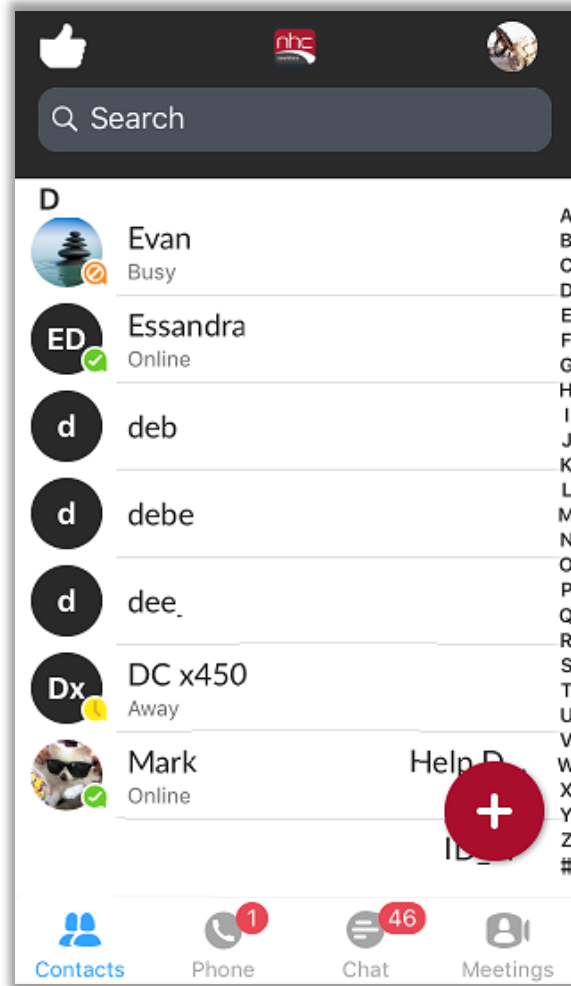 nhc
Search
D
Evan
Busy
ED
Essandra
Online
d
deb
d
debe
d
dee
Dx
DC x450
Away
Mark
Help
Online
+
A
B
C
D
E
F
G
H
I
J
K
L
M
N
O
P
Q
R
S
T
U
V
W
X
Y
Z
#
1
46
Contacts
Phone
Chat
Meetings